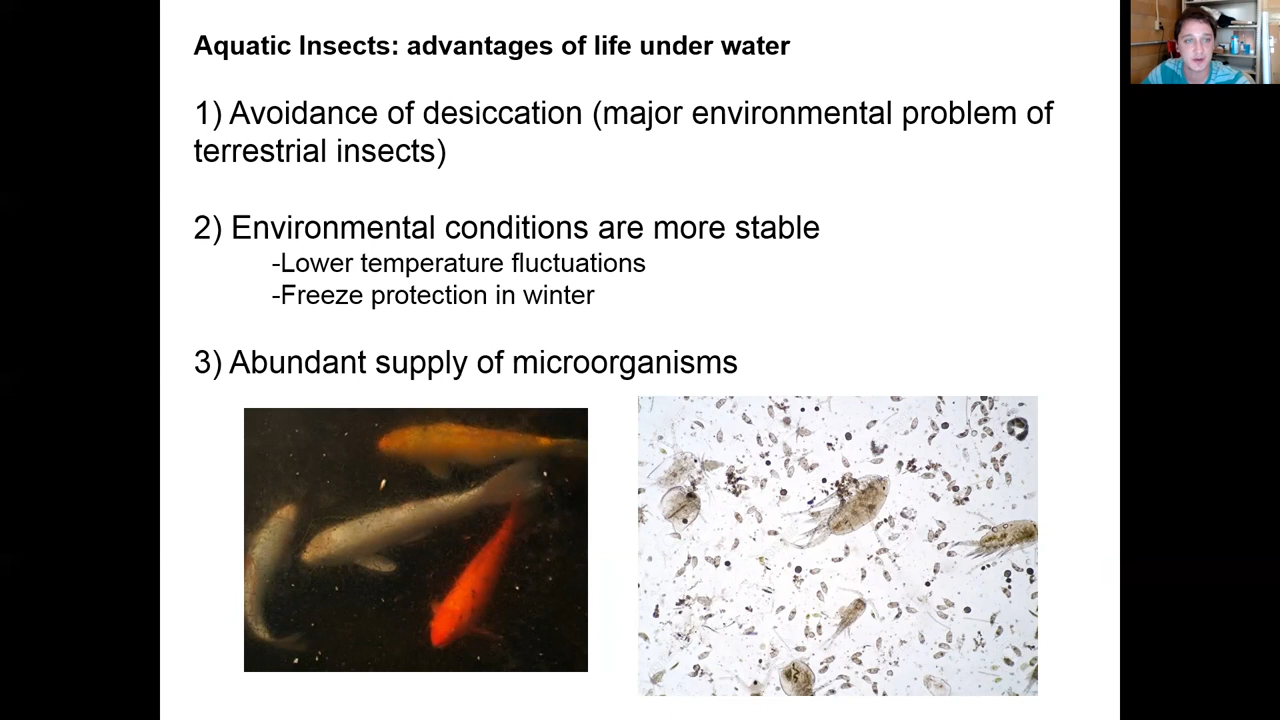 Aquatic Insects: advantages of life under water
1) Avoidance of desiccation (major environmental problem of
terrestrial insects)
2) Environmental conditions are more stable
-Lower temperature fluctuations
-Freeze protection in winter
3) Abundant supply of microorganisms